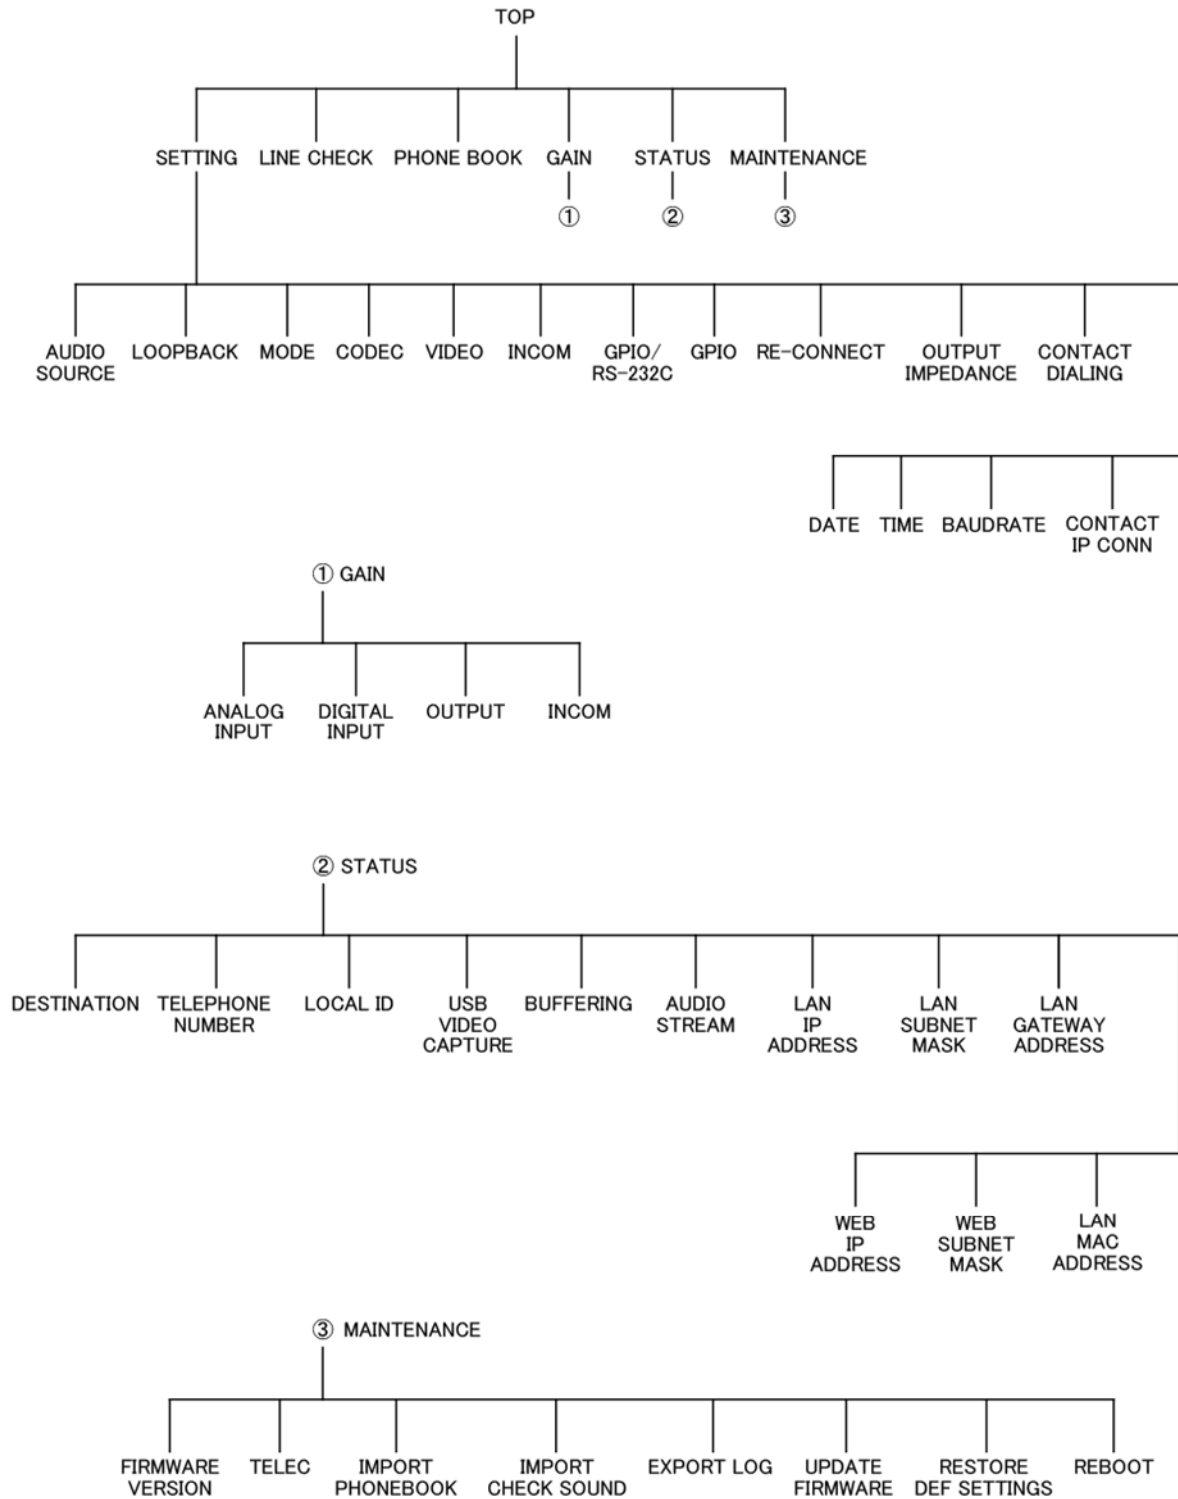 TOP
SETTING LINE CHECK PHONE BOOK GAIN STATUS MAINTENANCE
① ② ③
AUDIO SOURCE
LOOPBACK
MODE
CODEC
VIDEO
INCOM
GPIO/
RS-232C
GPIO
RE-CONNECT
OUTPUT
IMPEDANCE
CONTACT
DIALING
DATE
TIME
BAUDRATE
CONTACT
IP CONN
① GAIN
ANALOG
INPUT
DIGITAL
INPUT
OUTPUT
INCOM
② STATUS
DESTINATION
TELEPHONE
NUMBER
LOCAL ID
USB
VIDEO
CAPTURE
BUFFERING
AUDIO
STREAM
LAN
IP
ADDRESS
LAN
SUBNET
MASK
LAN
GATEWAY
ADDRESS
WEB
IP
ADDRESS
WEB
SUBNET
MASK
LAN
MAC
ADDRESS
③ MAINTENANCE
FIRMWARE
VERSION
TELEC
IMPORT
PHONEBOOK
IMPORT
CHECK SOUND
EXPORT LOG
UPDATE
FIRMWARE
RESTORE
DEF SETTINGS
REBOOT